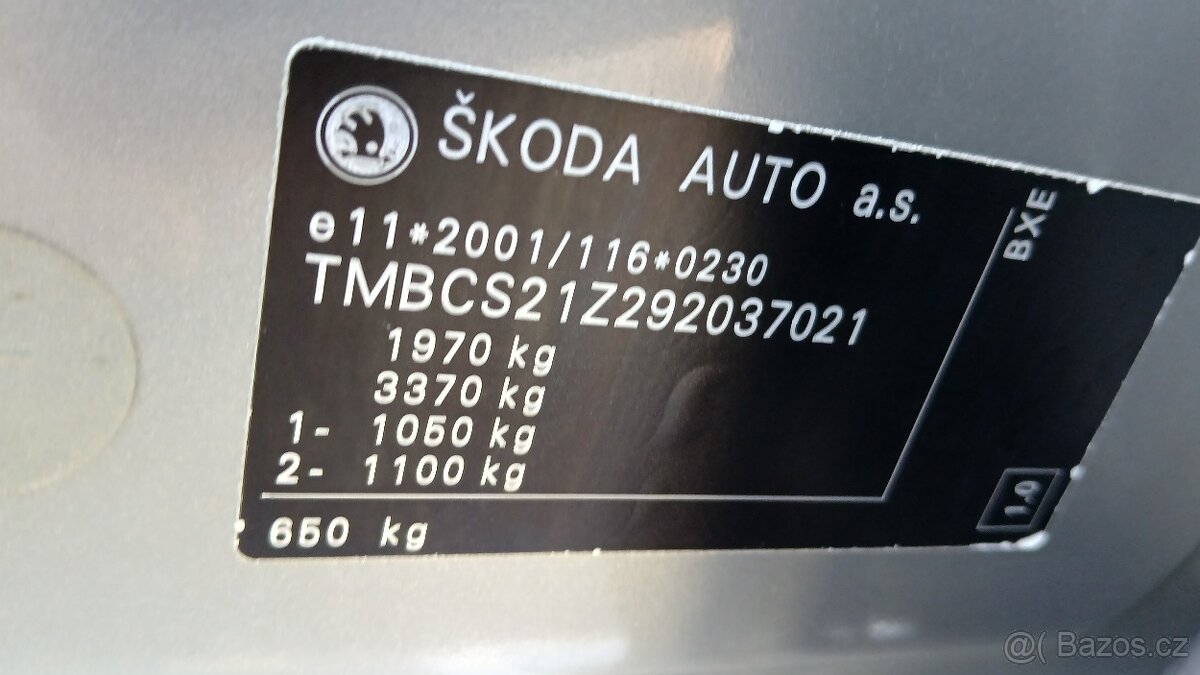 ŠKODA AUTO a.s.
e11*2001/116*0230
TMBCS21Z292037021
1970 kg
3370 kg
1- 1050 kg
2- 1100 kg
650 kg
BXE
1.0
@( Bazos.cz